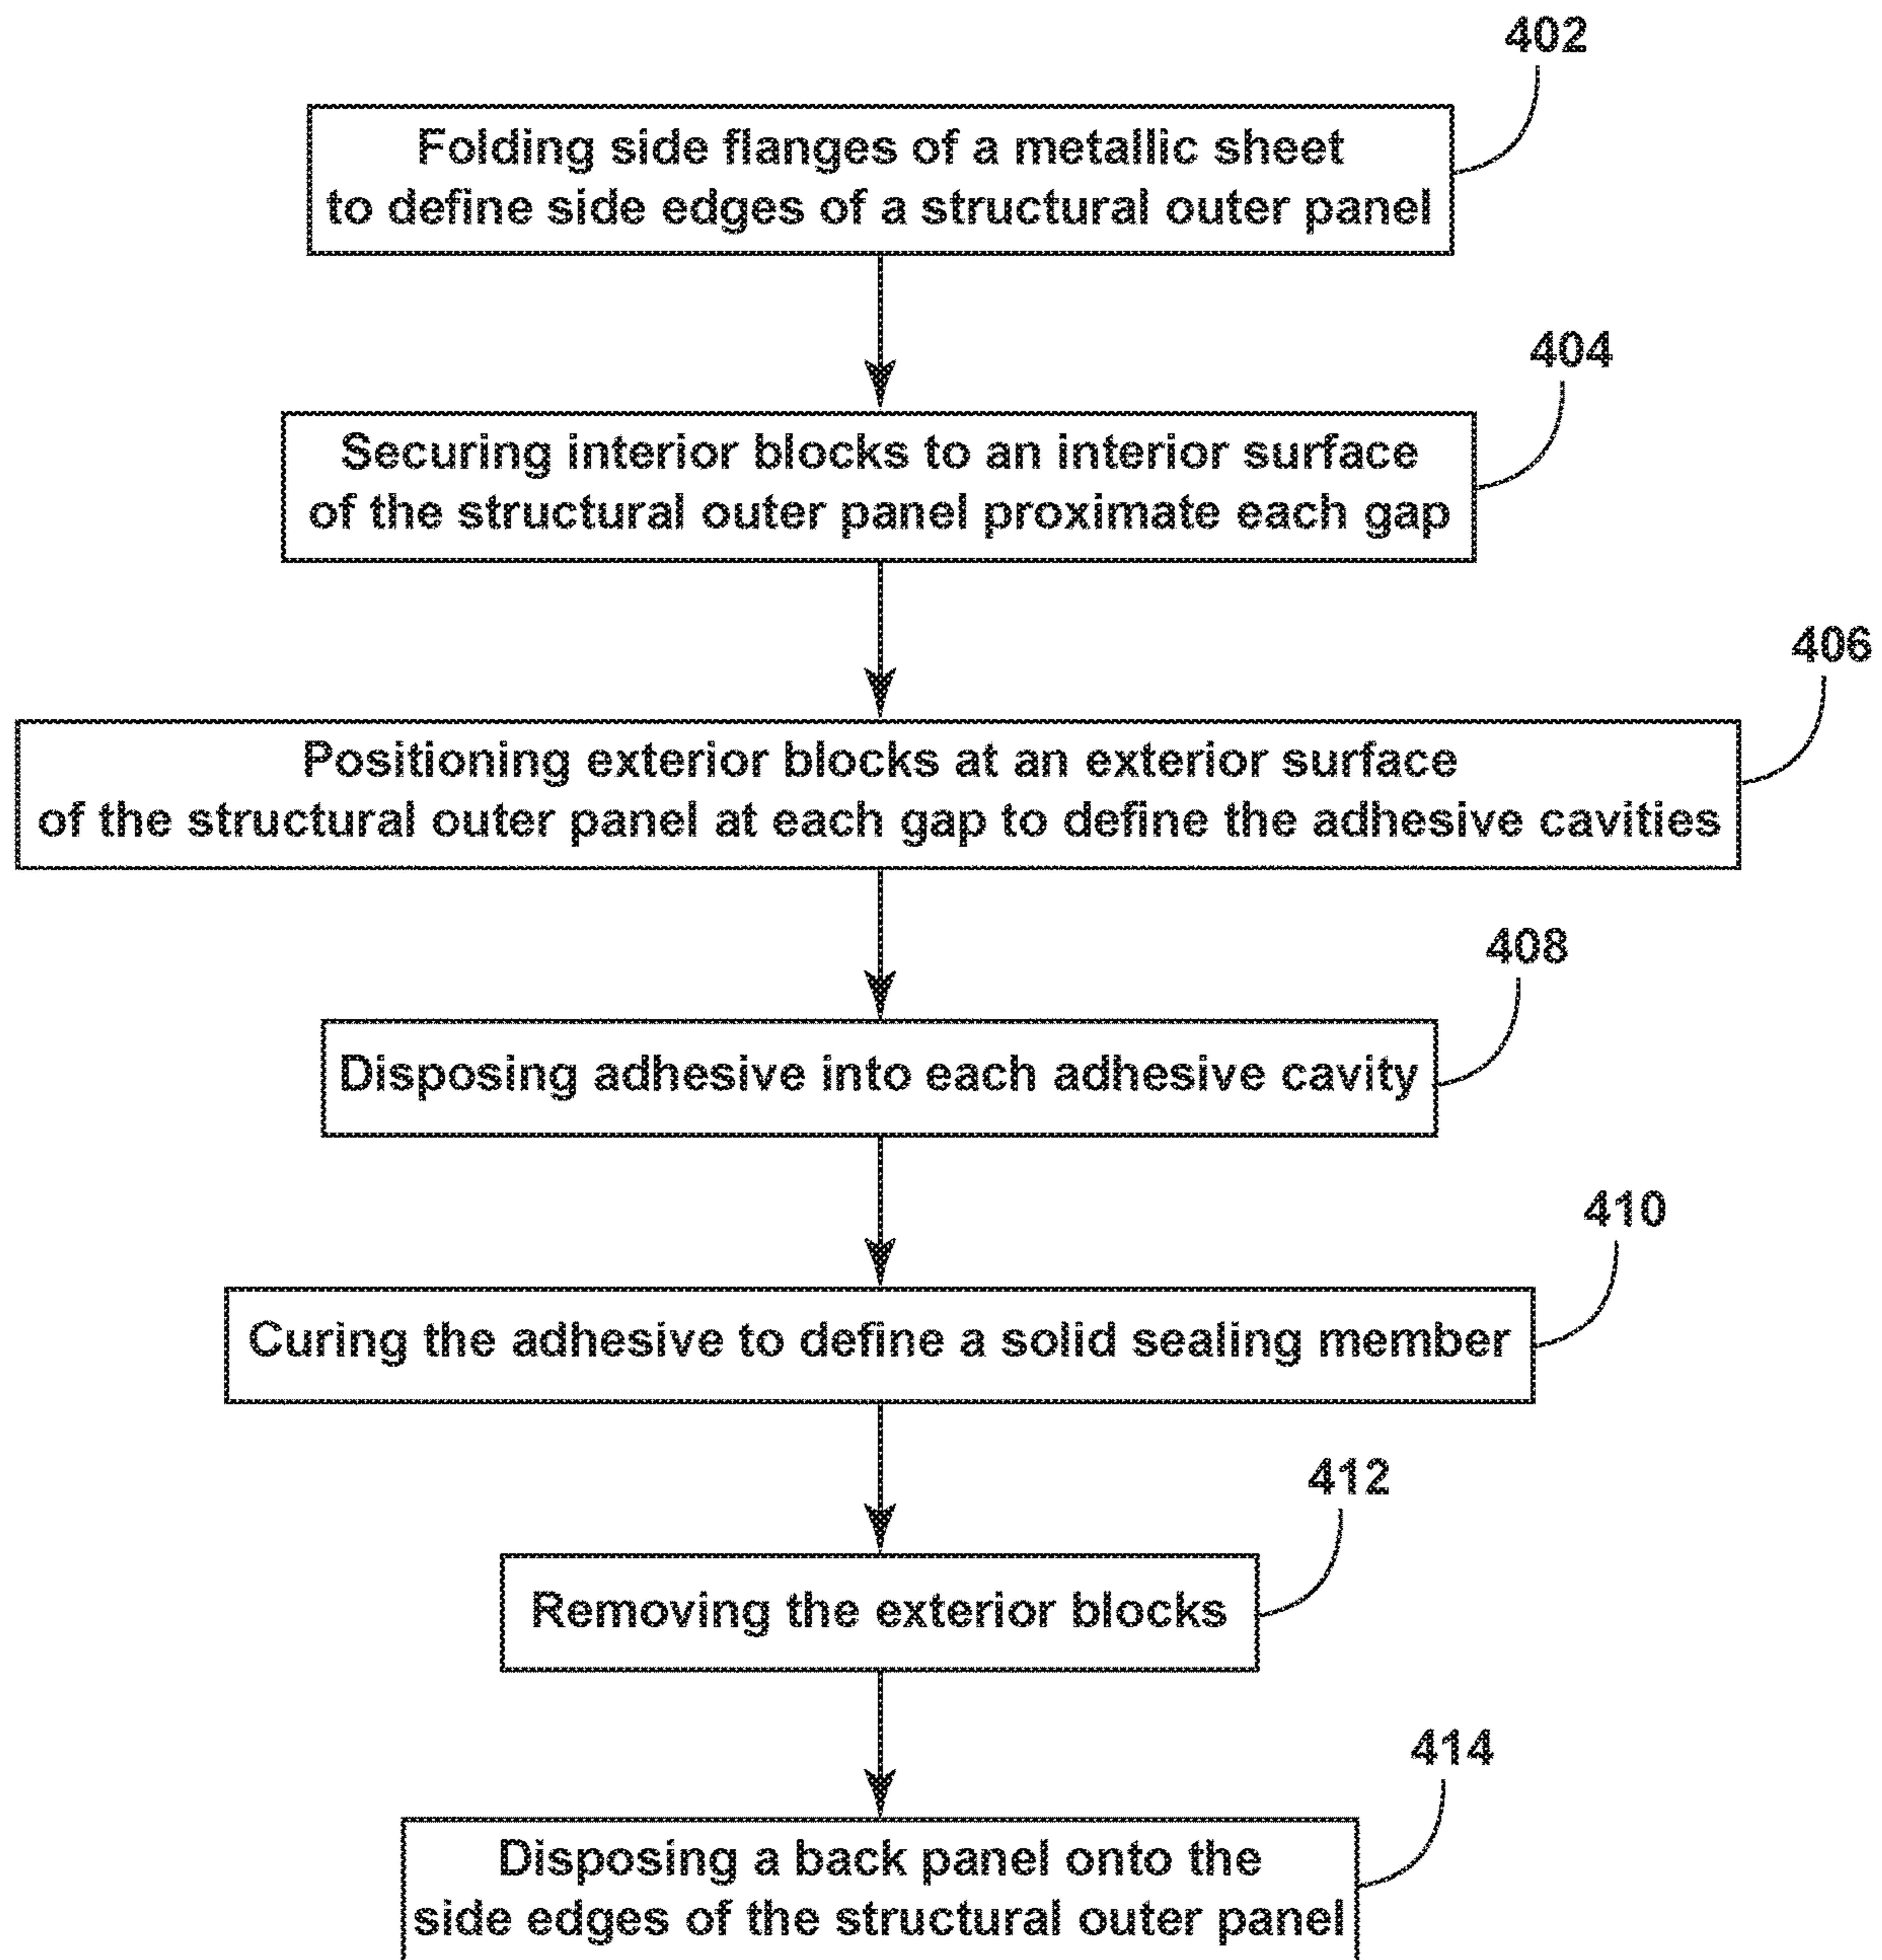 402
Folding side flanges of a metallic sheet
to define side edges of a structural outer panel
404
Securing interior blocks to an interior surface
of the structural outer panel proximate each gap
406
Positioning exterior blocks at an exterior surface
of the structural outer panel at each gap to define the adhesive cavities
408
Disposing adhesive into each adhesive cavity
410
Curing the adhesive to define a solid sealing member
412
Removing the exterior blocks
414
Disposing a back panel onto the
side edges of the structural outer panel